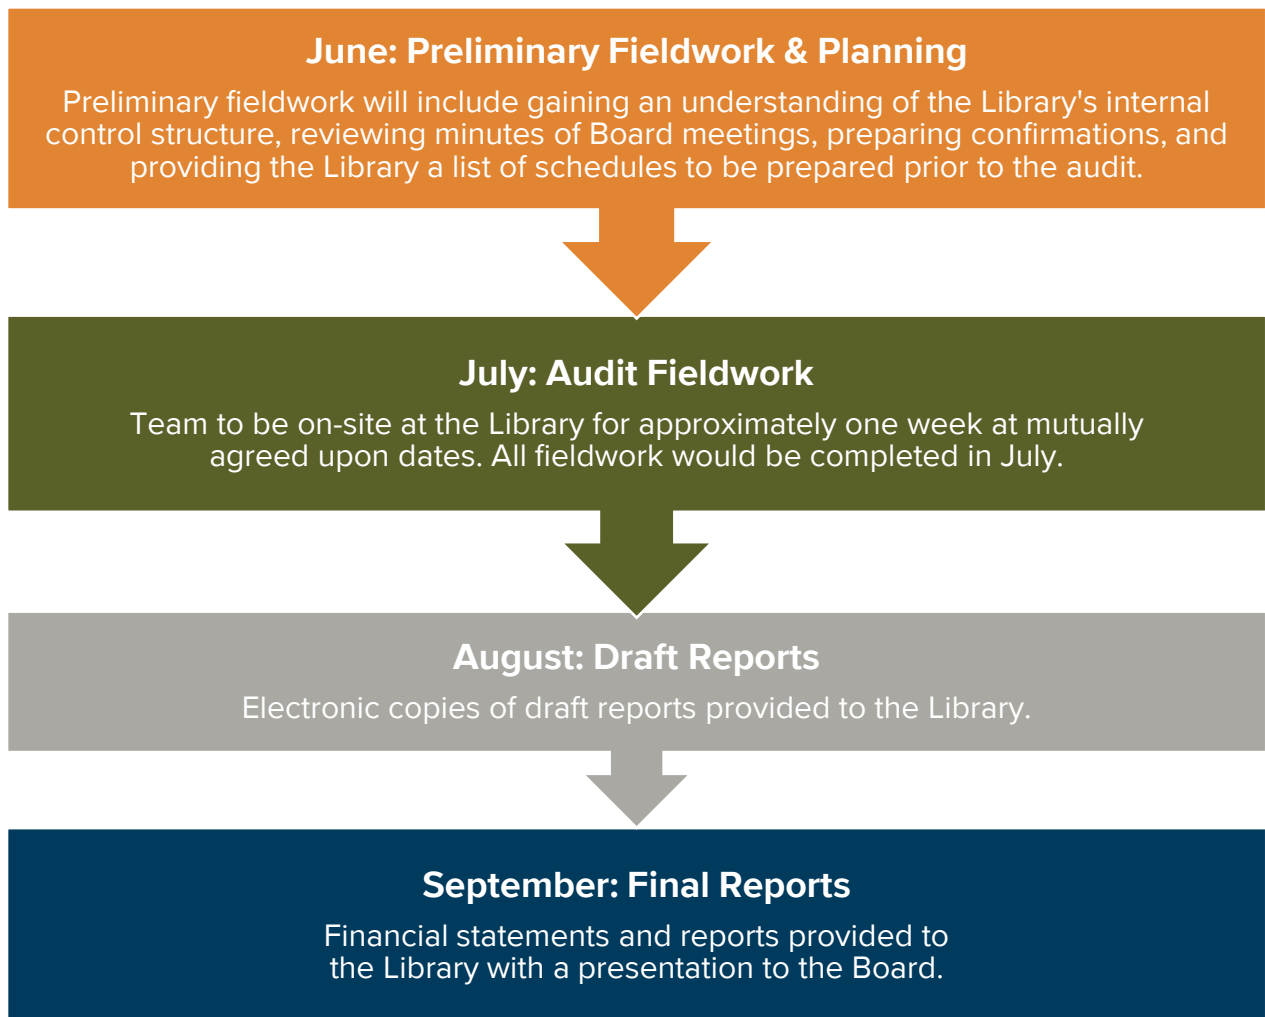 June: Preliminary Fieldwork & Planning
Preliminary fieldwork will include gaining an understanding of the Library's internal
control structure, reviewing minutes of Board meetings, preparing confirmations, and
providing the Library a list of schedules to be prepared prior to the audit.
July: Audit Fieldwork
Team to be on-site at the Library for approximately one week at mutually
agreed upon dates. All fieldwork would be completed in July.
August: Draft Reports
Electronic copies of draft reports provided to the Library.
September: Final Reports
Financial statements and reports provided to
the Library with a presentation to the Board.